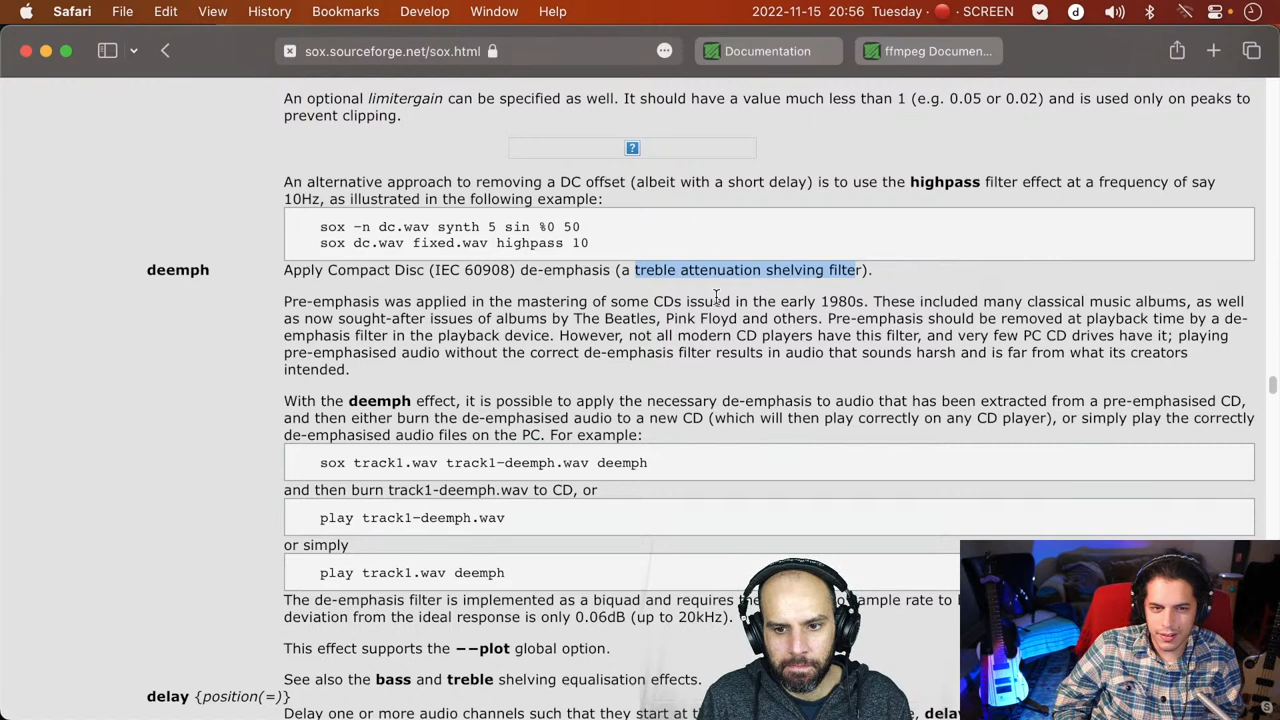 Safari File Edit View History Bookmarks Develop Window Help 2022-11-15 20:56 Tuesday SCREEN d
sox.sourceforge.net/sox.html Documentation ffmpeg Documen...
An optional limitergain can be specified as well. It should have a value much less than 1 (e.g. 0.05 or 0.02) and is used only on peaks to
prevent clipping.
?
An alternative approach to removing a DC offset (albeit with a short delay) is to use the highpass filter effect at a frequency of say
10Hz, as illustrated in the following example:
sox -n dc.wav synth 5 sin %0 50
sox dc.wav fixed.wav highpass 10
deemph Apply Compact Disc (IEC 60908) de-emphasis (a treble attenuation shelving filter).
Pre-emphasis was applied in the mastering of some CDs issued in the early 1980s. These included many classical music albums, as well
as now sought-after issues of albums by The Beatles, Pink Floyd and others. Pre-emphasis should be removed at playback time by a de-
emphasis filter in the playback device. However, not all modern CD players have this filter, and very few PC CD drives have it; playing
pre-emphasised audio without the correct de-emphasis filter results in audio that sounds harsh and is far from what its creators
intended.
With the deemph effect, it is possible to apply the necessary de-emphasis to audio that has been extracted from a pre-emphasised CD,
and then either burn the de-emphasised audio to a new CD (which will then play correctly on any CD player), or simply play the correctly
de-emphasised audio files on the PC. For example:
sox track1.wav track1-deemph.wav deemph
and then burn track1-deemph.wav to CD, or
play track1-deemph.wav
or simply
play track1.wav deemph
The de-emphasis filter is implemented as a biquad and requires the ample rate to
deviation from the ideal response is only 0.06dB (up to 20kHz).
This effect supports the --plot global option.
See also the bass and treble shelving equalisation effects.
delay {position(=)}
Delay one or more audio channels such that they start at delay